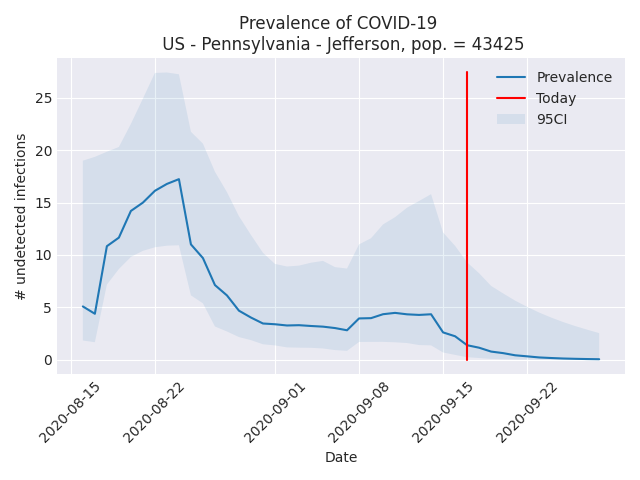 Prevalence of COVID-19
US - Pennsylvania - Jefferson, pop. = 43425
Prevalence
Today
95CI
# undetected infections
25
20
15
10
5
0
2020-08-15
2020-08-22
2020-09-01
2020-09-08
2020-09-15
2020-09-22
Date